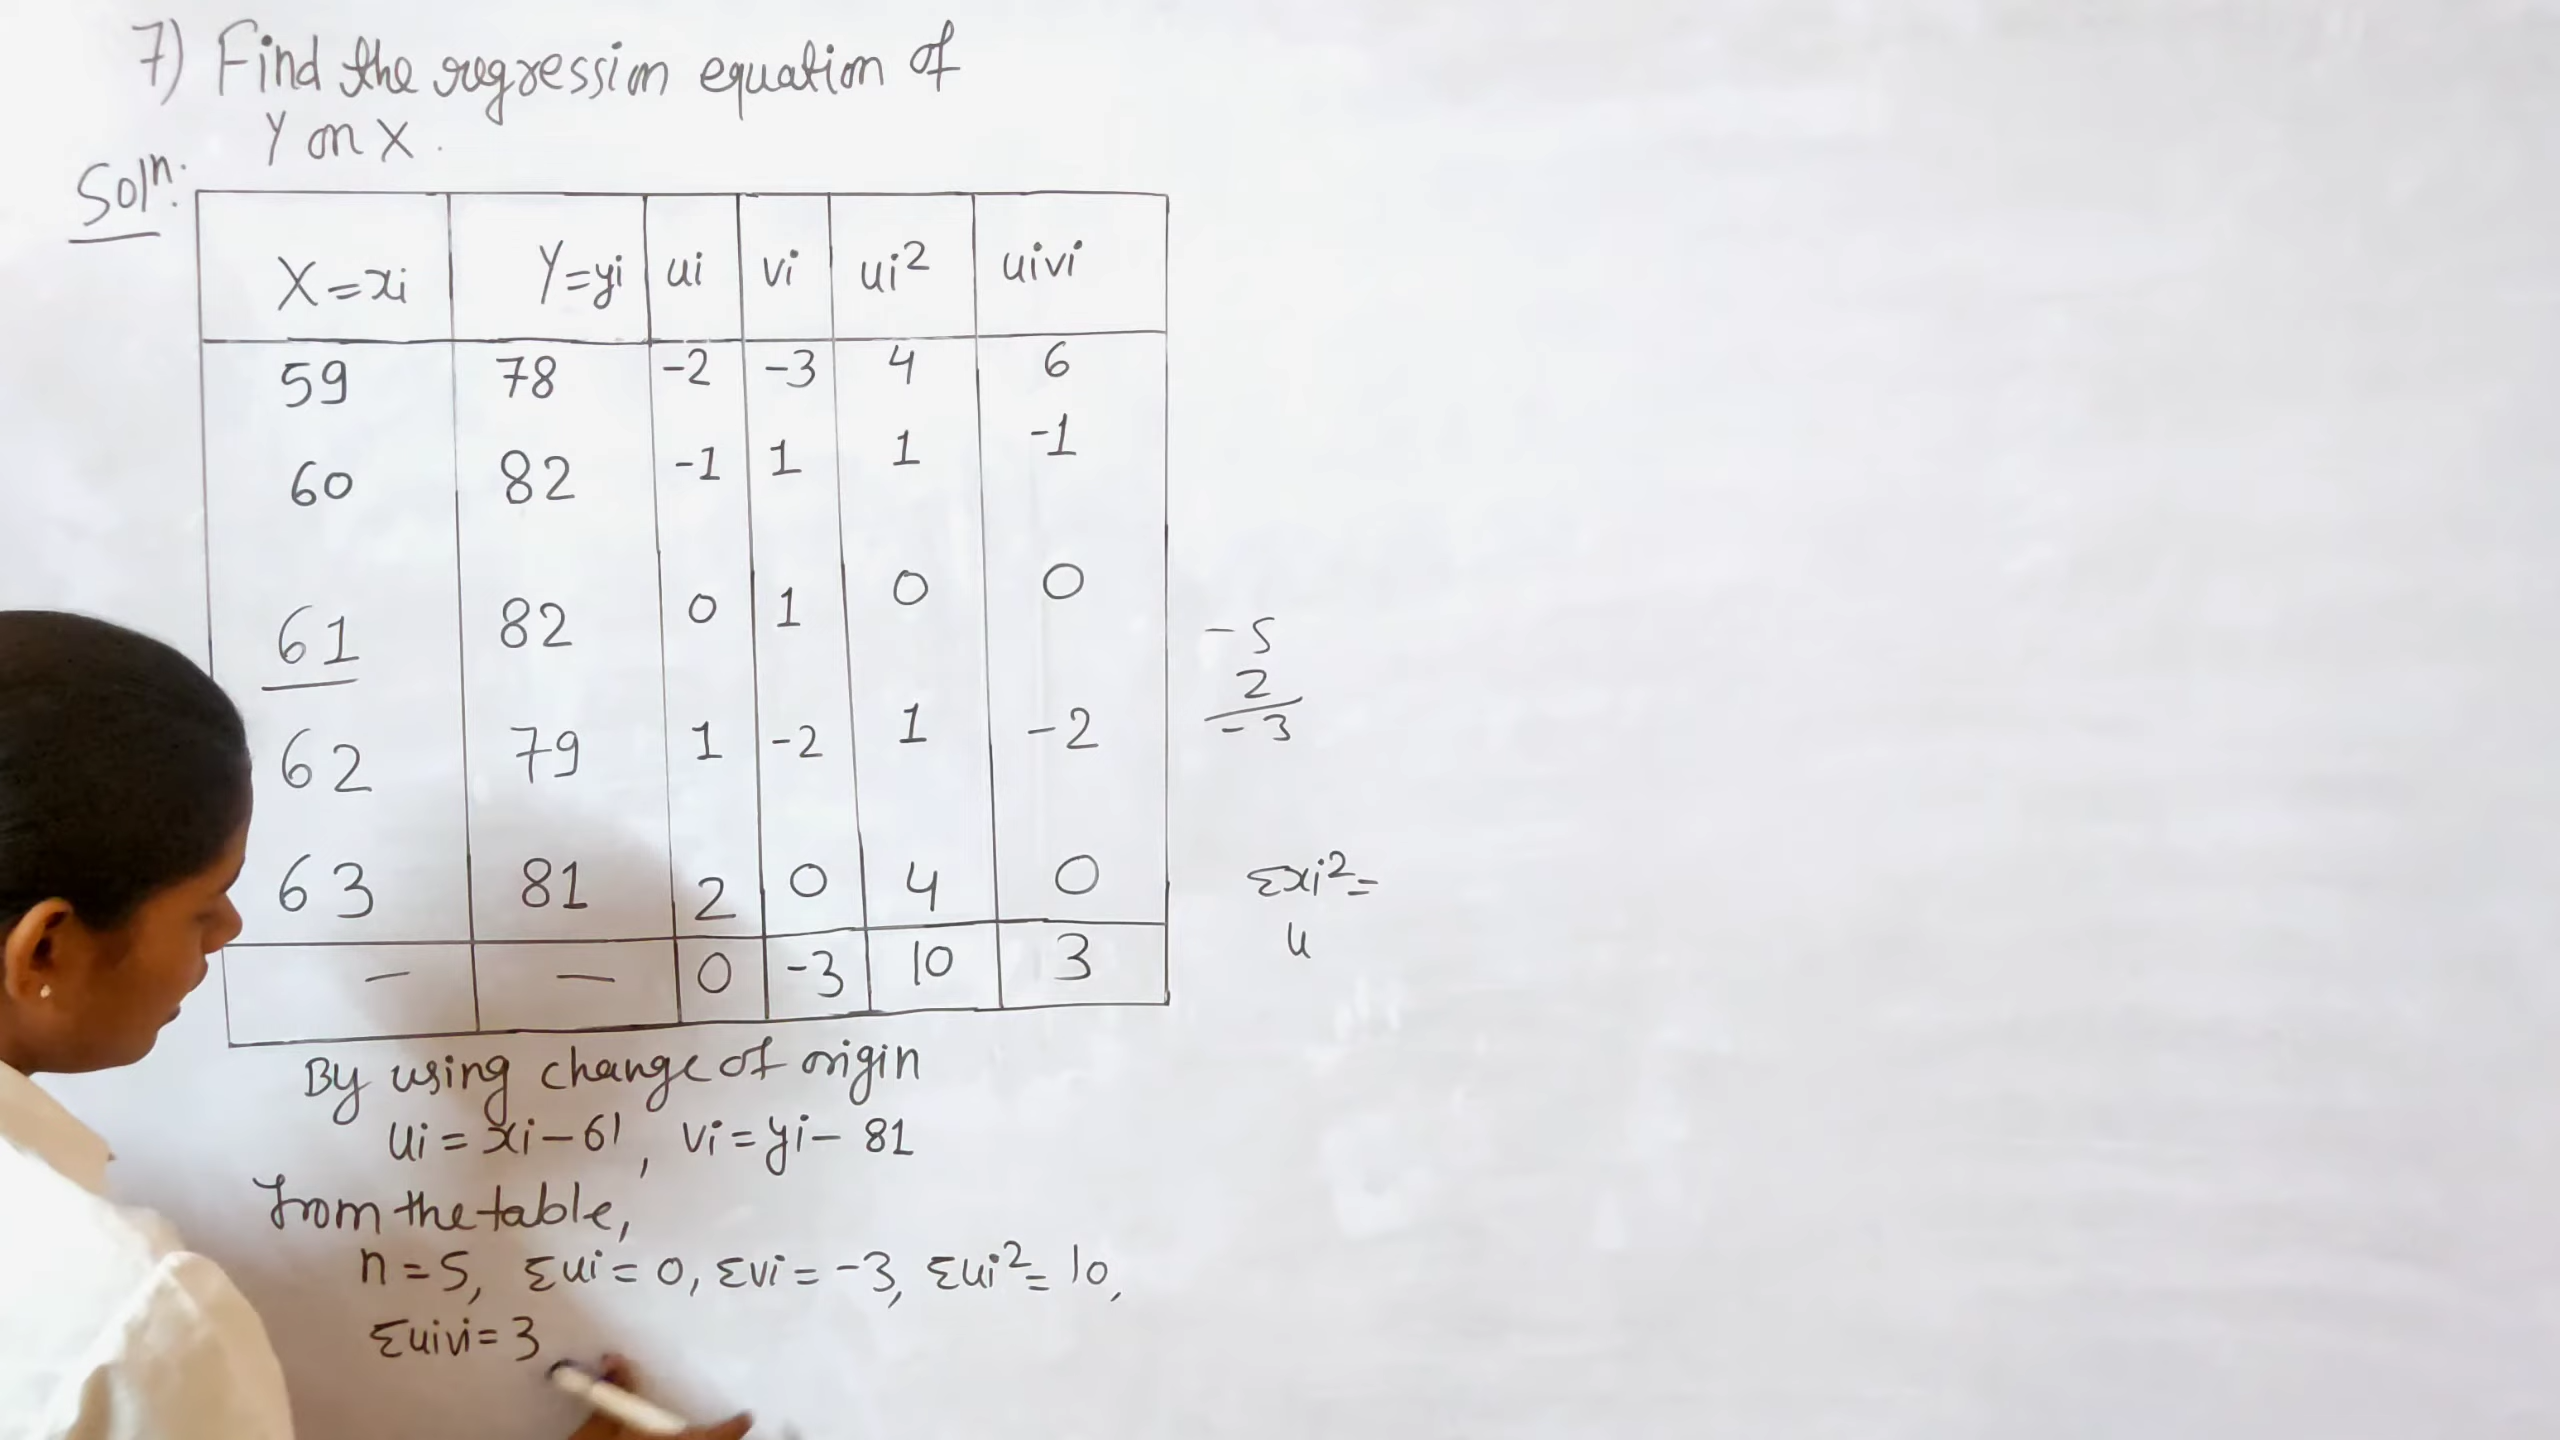 7) Find the regression equation of
Y on X.
Soln:
X=xi Y=yi ui vi ui² uivi
59 78 -2 -3 4 6
60 82 -1 1 1 -1
61 82 0 1 0 0
62 79 1 -2 1 -2
63 81 2 0 4 0
— — 0 -3 10 3
-5
2
-3
Σxi²=
u
By using change of origin
ui = xi-61, vi = yi- 81
From the table,
n = 5, Σui = 0, Σvi = -3, Σui² = 10,
Σuivi = 3